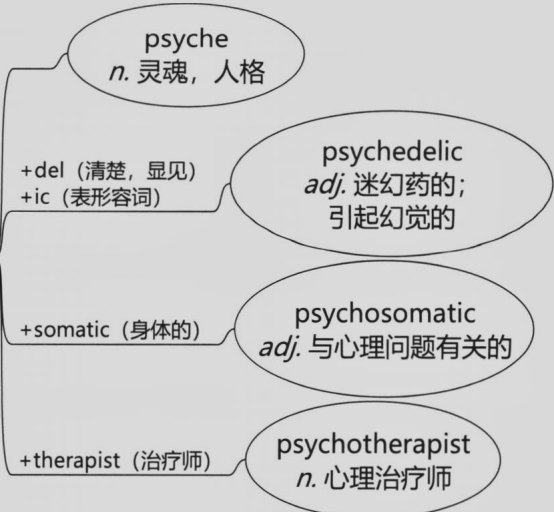 psyche
n. 灵魂，人格
+del（清楚，显见）
+ic（表形容词）
psychedelic
adj. 迷幻药的；
引起幻觉的
+somatic（身体的）
psychosomatic
adj. 与心理问题有关的
+therapist（治疗师）
psychotherapist
n. 心理治疗师